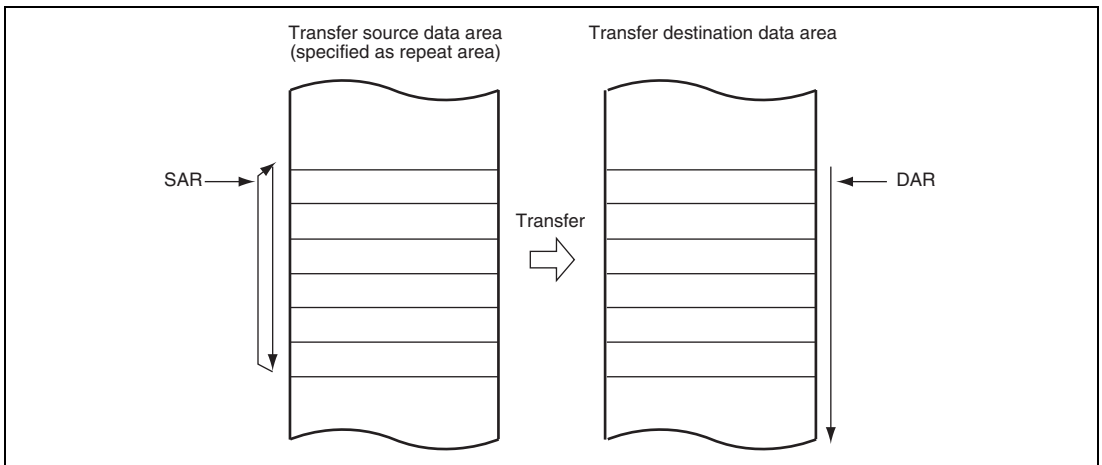 Transfer source data area
(specified as repeat area)
Transfer destination data area
SAR
Transfer
DAR